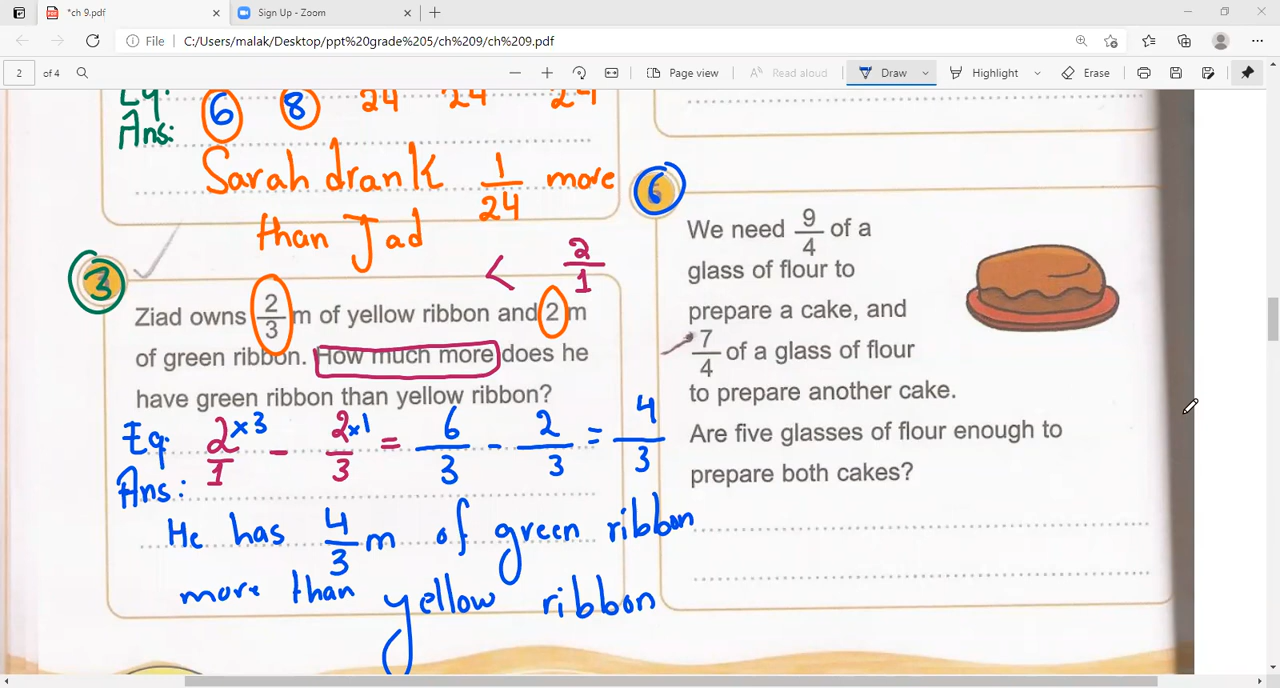 *ch 9.pdf
Sign Up - Zoom
File
C:/Users/malak/Desktop/ppt%20grade%205/ch%209/ch%209.pdf
2 of 4
Page view
Read aloud
Draw
Highlight
Erase
Eq:
6 8 24 24 24
Ans:
Sarah drank 1/24 more
than Jad
< 2/1
3
Ziad owns 2/3 m of yellow ribbon and 2 m
of green ribbon. How much more does he
have green ribbon than yellow ribbon?
Eq: 2×3/1 - 2×1/3 = 6/3 - 2/3 = 4/3
Ans:
He has 4/3 m of green ribbon
more than yellow ribbon
6
We need 9/4 of a
glass of flour to
prepare a cake, and
7/4 of a glass of flour
to prepare another cake.
Are five glasses of flour enough to
prepare both cakes?